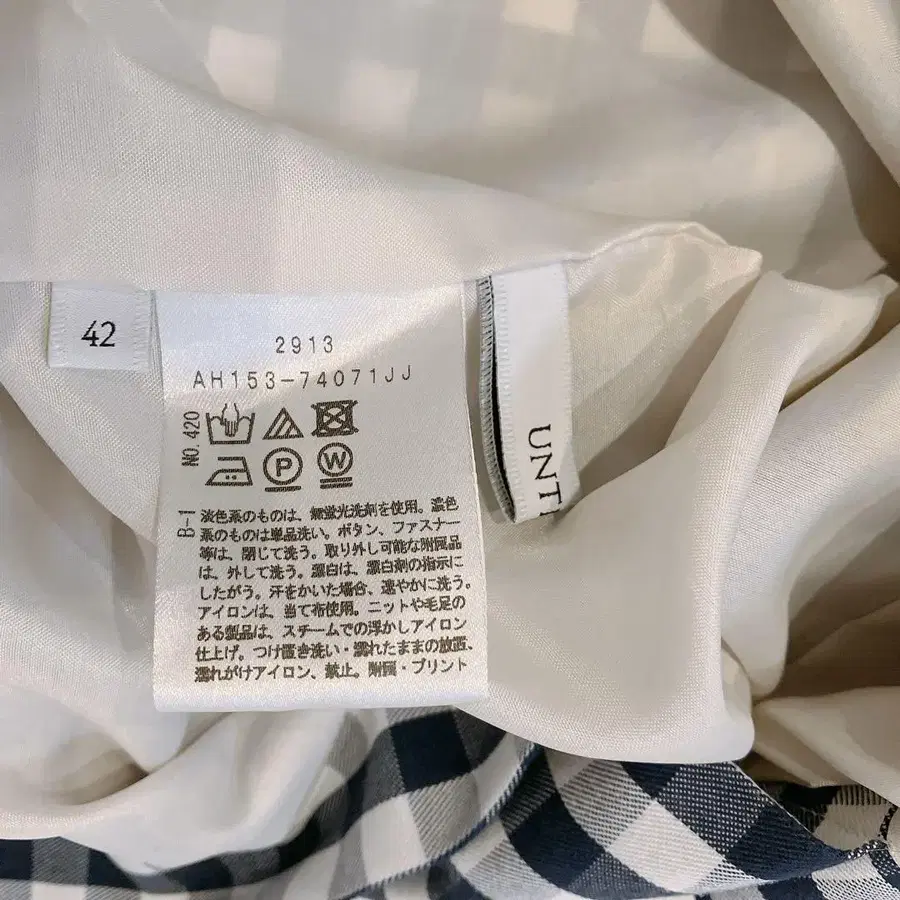 42
2913
AH153-74071JJ
NO.420
P
W
B-1
淡色系のものは、無蛍光洗剤を使用。濃色
系のものは単品洗い。ボタン、ファスナー
等は、閉じて洗う。取り外し可能な附属品
は、外して洗う。漂白は、漂白剤の指示に
したがう。汗をかいた場合、速やかに洗う。
アイロンは、当て布使用。ニットや毛足の
ある製品は、スチームでの浮かしアイロン
仕上げ。つけ置き洗い・濡れたままの放置、
濡れがけアイロン、禁止。附属・プリント
UNT